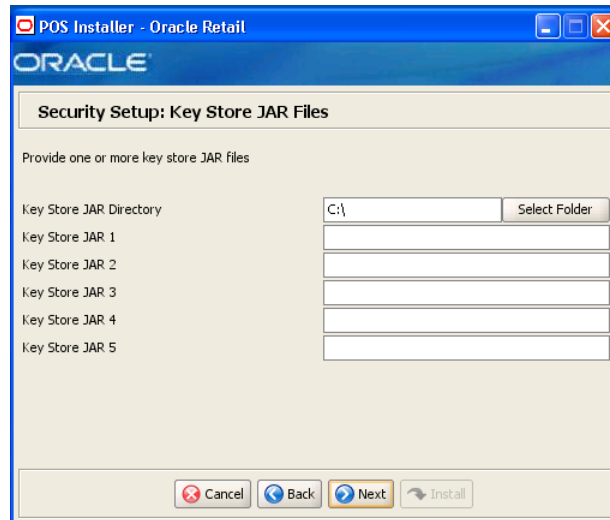 POS Installer - Oracle Retail
ORACLE
Security Setup: Key Store JAR Files
Provide one or more key store JAR files
Key Store JAR Directory C:\ Select Folder
Key Store JAR 1
Key Store JAR 2
Key Store JAR 3
Key Store JAR 4
Key Store JAR 5
Cancel Back Next Install